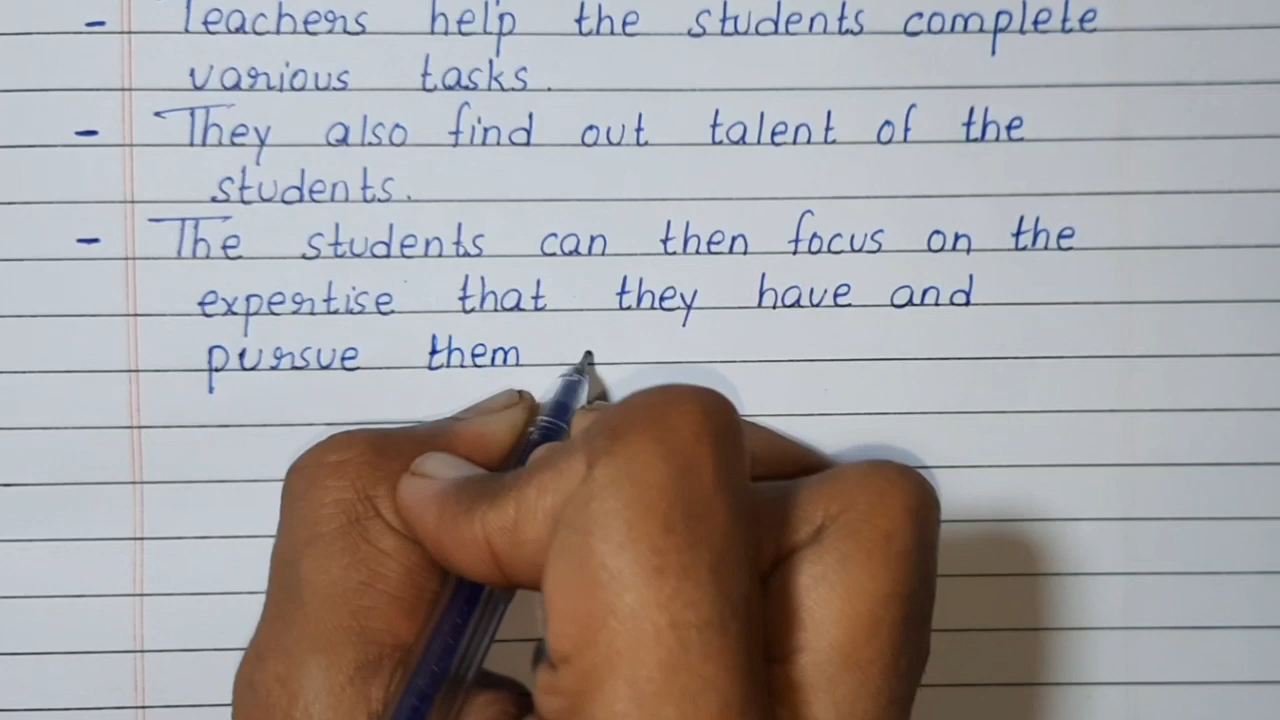 - Teachers help the students complete
various tasks.
- They also find out talent of the
students.
- The students can then focus on the
expertise that they have and
pursue them